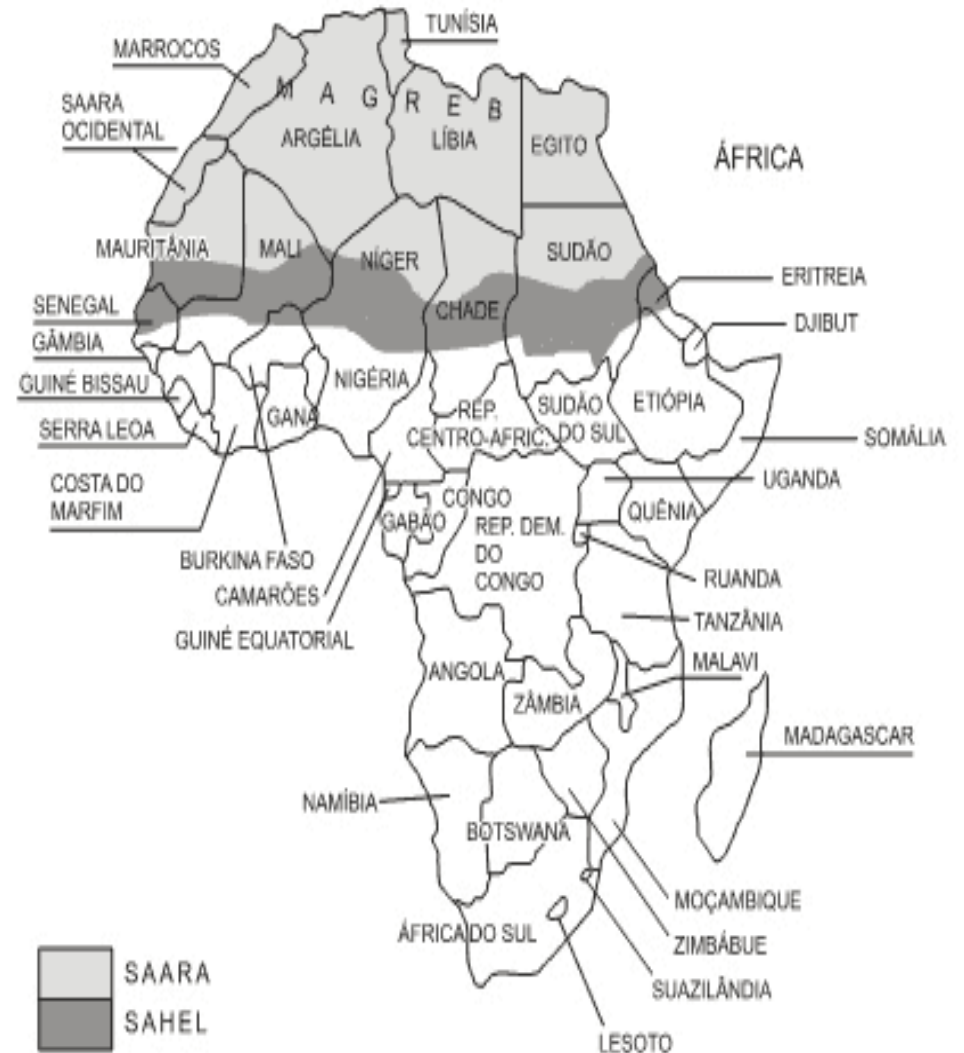 TUNÍSIA
MARROCOS
M A G R E B
SAARA
OCIDENTAL
ARGÉLIA
LÍBIA
EGITO
ÁFRICA
MAURITÂNIA
MALI
NÍGER
SUDÃO
CHADE
ERITREIA
SENEGAL
DJIBUT
GÂMBIA
GUINÉ BISSAU
NIGÉRIA
GANA
ETIÓPIA
SUDÃO
DO SUL
REP.
CENTRO-AFRIC.
SERRA LEOA
SOMÁLIA
COSTA DO
MARFIM
UGANDA
CONGO
GABÃO
QUÊNIA
REP. DEM.
DO
CONGO
BURKINA FASO
RUANDA
CAMARÕES
TANZÂNIA
GUINÉ EQUATORIAL
MALAVI
ANGOLA
ZÂMBIA
MADAGASCAR
NAMÍBIA
BOTSWANA
MOÇAMBIQUE
ÁFRICA DO SUL
ZIMBÁBUE
SUAZILÂNDIA
LESOTO
SAARA
SAHEL